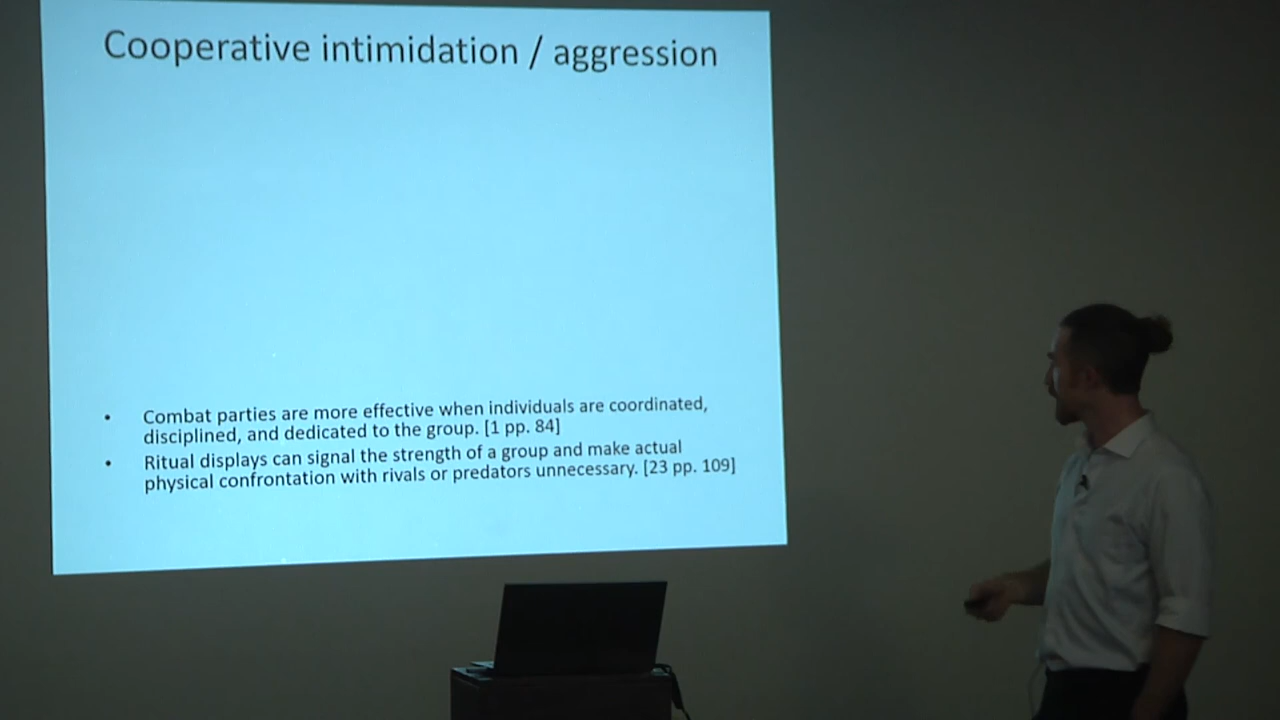 Cooperative intimidation / aggression
• Combat parties are more effective when individuals are coordinated,
disciplined, and dedicated to the group. [1 pp. 84]
• Ritual displays can signal the strength of a group and make actual
physical confrontation with rivals or predators unnecessary. [23 pp. 109]